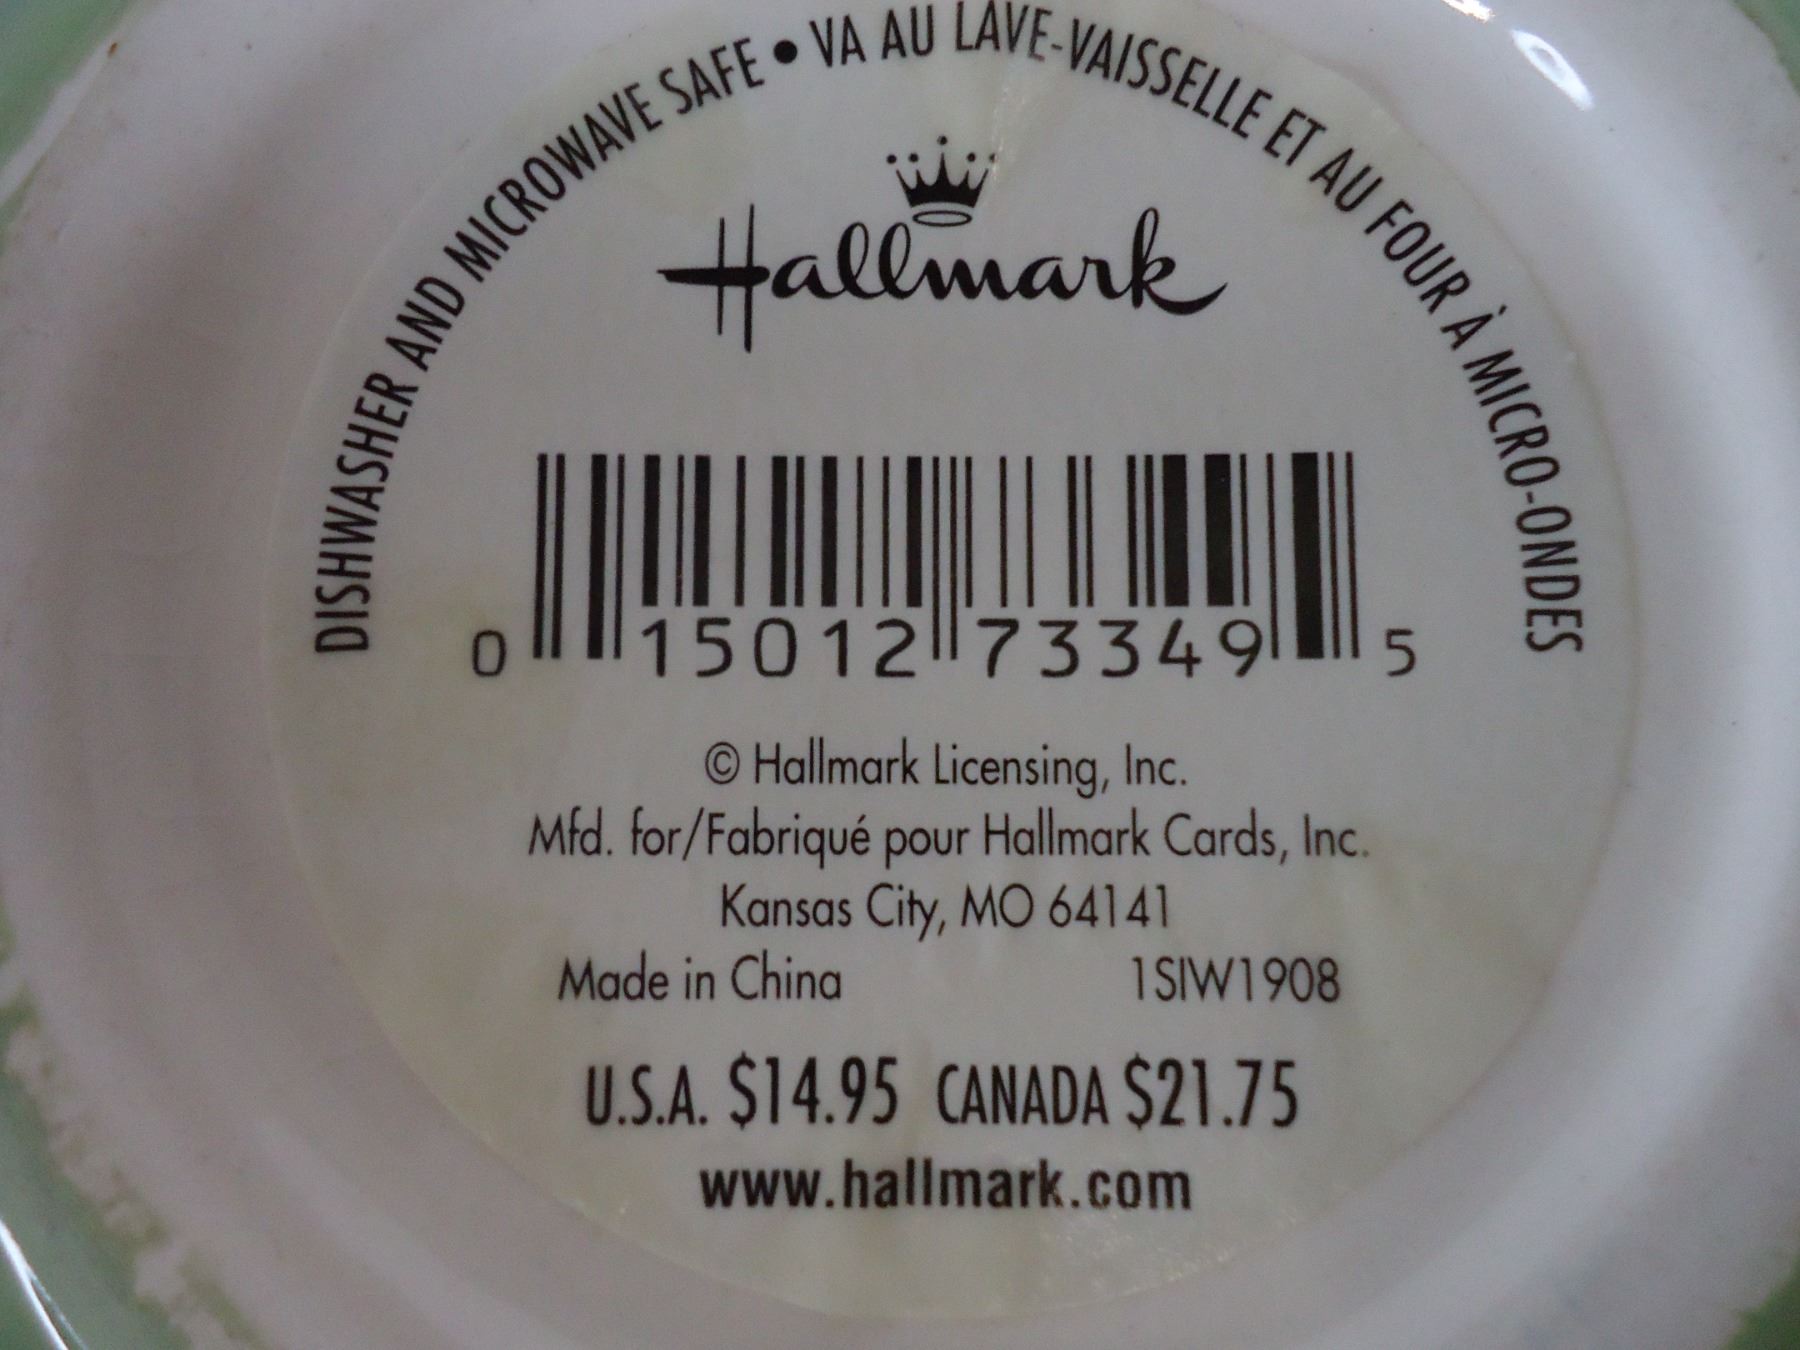 DISHWASHER AND MICROWAVE SAFE • VA AU LAVE-VAISSELLE ET AU FOUR À MICRO-ONDES
Hallmark
0 15012 73349 5
© Hallmark Licensing, Inc.
Mfd. for/Fabriqué pour Hallmark Cards, Inc.
Kansas City, MO 64141
Made in China 1SIW1908
U.S.A. $14.95 CANADA $21.75
www.hallmark.com